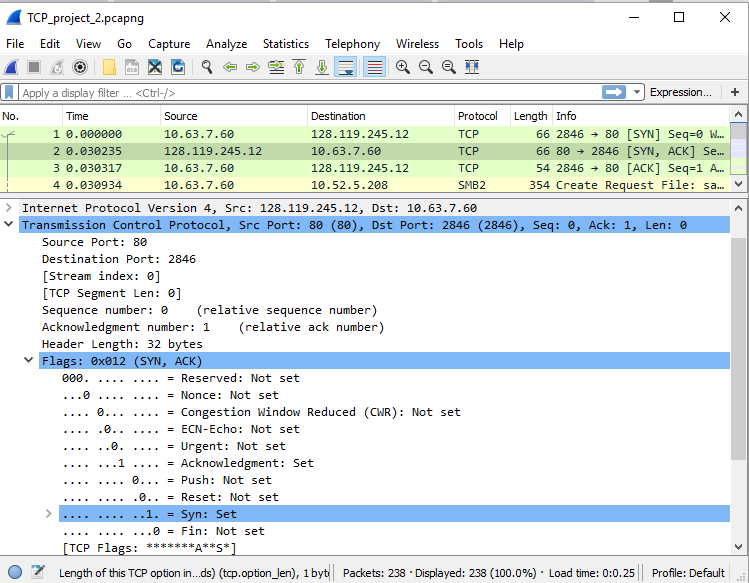 TCP_project_2.pcapng
File Edit View Go Capture Analyze Statistics Telephony Wireless Tools Help
Apply a display filter ... <Ctrl-/> Expression... +
No. Time Source Destination Protocol Length Info
1 0.000000 10.63.7.60 128.119.245.12 TCP 66 2846 → 80 [SYN] Seq=0 W…
2 0.030235 128.119.245.12 10.63.7.60 TCP 66 80 → 2846 [SYN, ACK] Se…
3 0.030317 10.63.7.60 128.119.245.12 TCP 54 2846 → 80 [ACK] Seq=1 A…
4 0.030934 10.63.7.60 10.52.5.208 SMB2 354 Create Request File: sa…
Internet Protocol Version 4, Src: 128.119.245.12, Dst: 10.63.7.60
Transmission Control Protocol, Src Port: 80 (80), Dst Port: 2846 (2846), Seq: 0, Ack: 1, Len: 0
Source Port: 80
Destination Port: 2846
[Stream index: 0]
[TCP Segment Len: 0]
Sequence number: 0 (relative sequence number)
Acknowledgment number: 1 (relative ack number)
Header Length: 32 bytes
Flags: 0x012 (SYN, ACK)
000. .... .... = Reserved: Not set
...0 .... .... = Nonce: Not set
.... 0... .... = Congestion Window Reduced (CWR): Not set
.... .0.. .... = ECN-Echo: Not set
.... ..0. .... = Urgent: Not set
.... ...1 .... = Acknowledgment: Set
.... .... 0... = Push: Not set
.... .... .0.. = Reset: Not set
.... .... ..1. = Syn: Set
.... .... ...0 = Fin: Not set
[TCP Flags: *******A**S*]
Length of this TCP option in...ds) (tcp.option_len), 1 byt Packets: 238 · Displayed: 238 (100.0%) · Load time: 0:0.25 Profile: Default